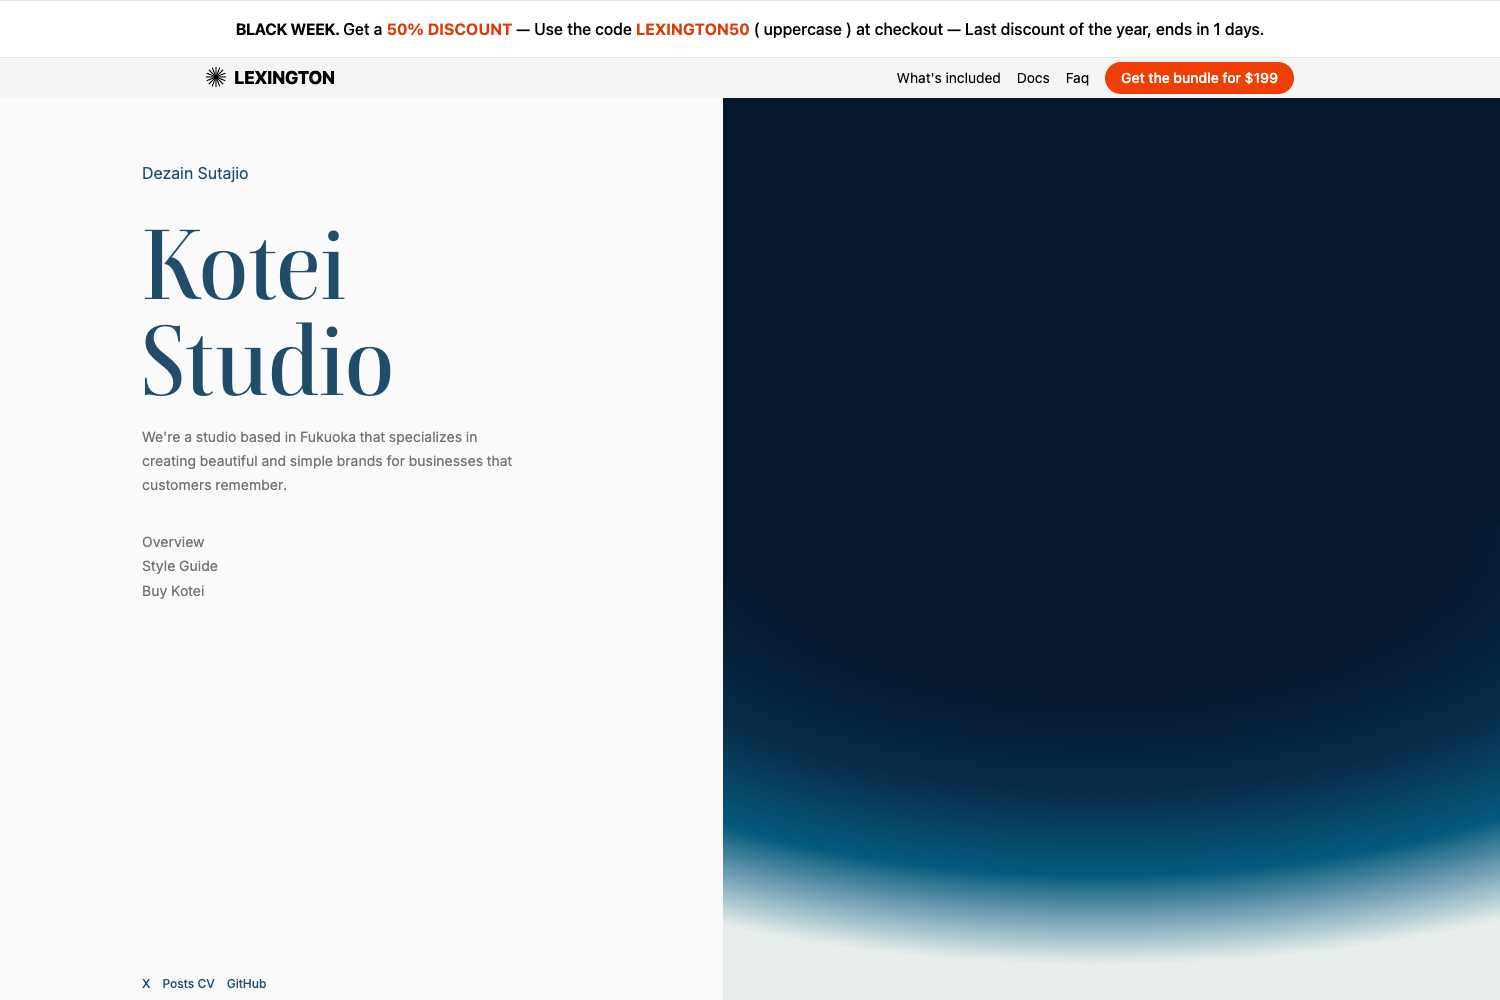 BLACK WEEK. Get a 50% DISCOUNT — Use the code LEXINGTON50 ( uppercase ) at checkout — Last discount of the year, ends in 1 days.
LEXINGTON
What's included
Docs
Faq
Get the bundle for $199
Dezain Sutajio
Kotei
Studio
We're a studio based in Fukuoka that specializes in
creating beautiful and simple brands for businesses that
customers remember.
Overview
Style Guide
Buy Kotei
X
Posts CV
GitHub